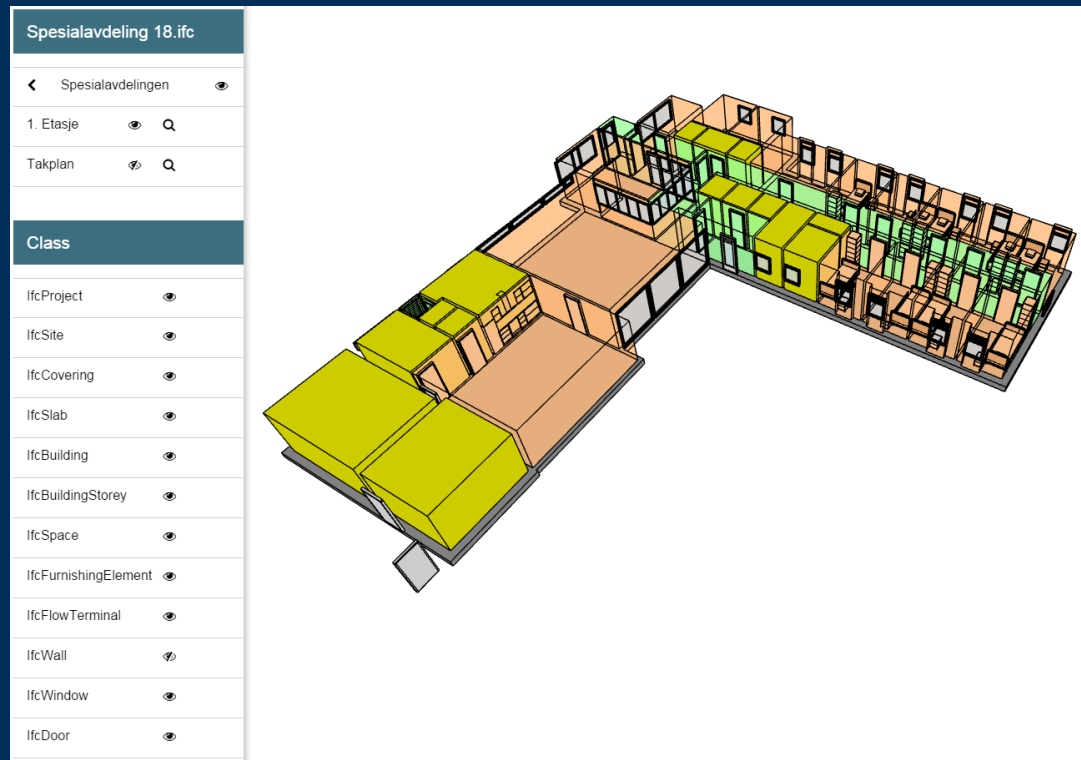 Spesialavdeling 18.ifc
Spesialavdelingen
1. Etasje
Takplan
Class
IfcProject
IfcSite
IfcCovering
IfcSlab
IfcBuilding
IfcBuildingStorey
IfcSpace
IfcFurnishingElement
IfcFlowTerminal
IfcWall
IfcWindow
IfcDoor